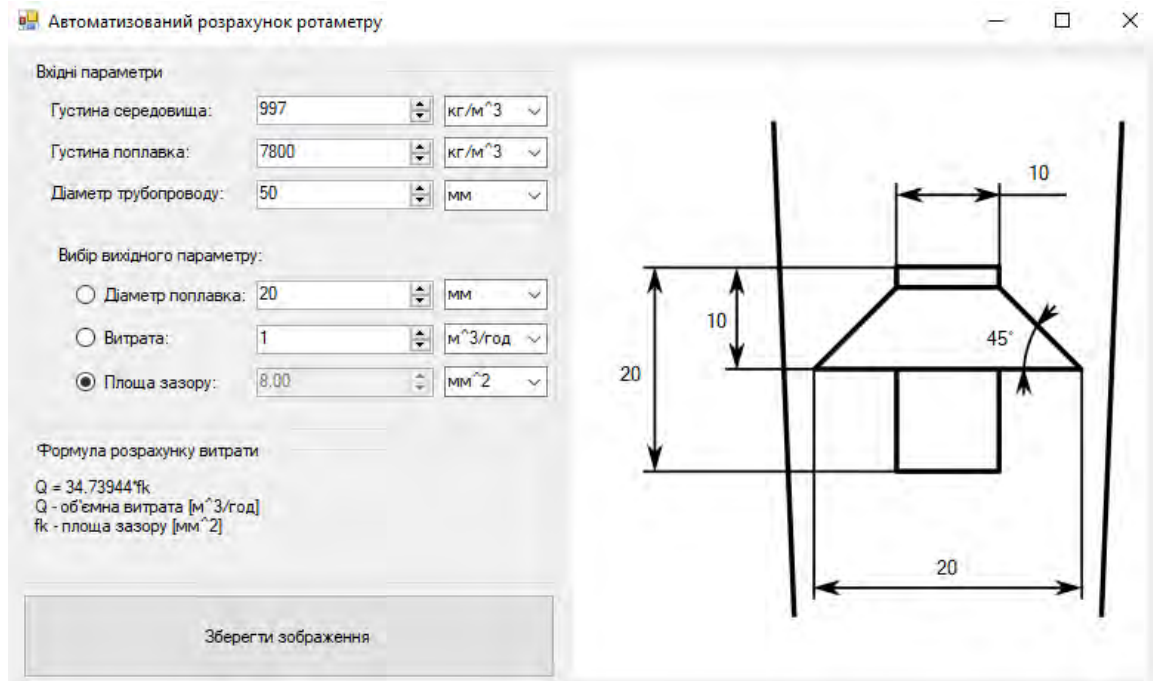 Автоматизований розрахунок ротаметру
Вхідні параметри
Густина середовища: 997 кг/м^3
Густина поплавка: 7800 кг/м^3
Діаметр трубопроводу: 50 мм
Вибір вихідного параметру:
Діаметр поплавка: 20 мм
Витрата: 1 м^3/год
Площа зазору: 8.00 мм^2
Формула розрахунку витрати
Q = 34.73944*fk
Q - об'ємна витрата [м^3/год]
fk - площа зазору [мм^2]
Зберегти зображення
10
10
45°
20
20